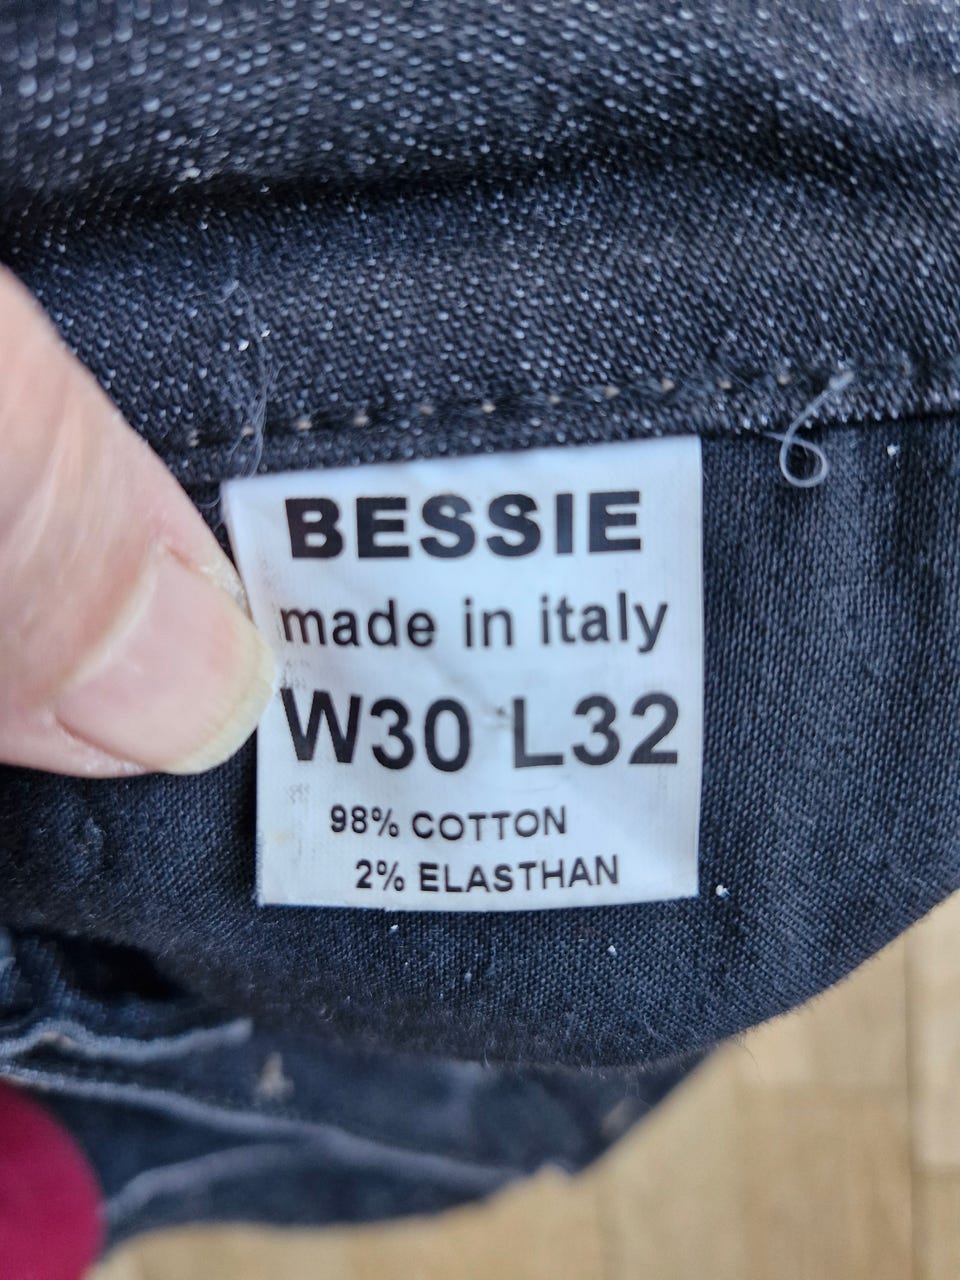 BESSIE
made in italy
W30 L32
98% COTTON
2% ELASTHAN